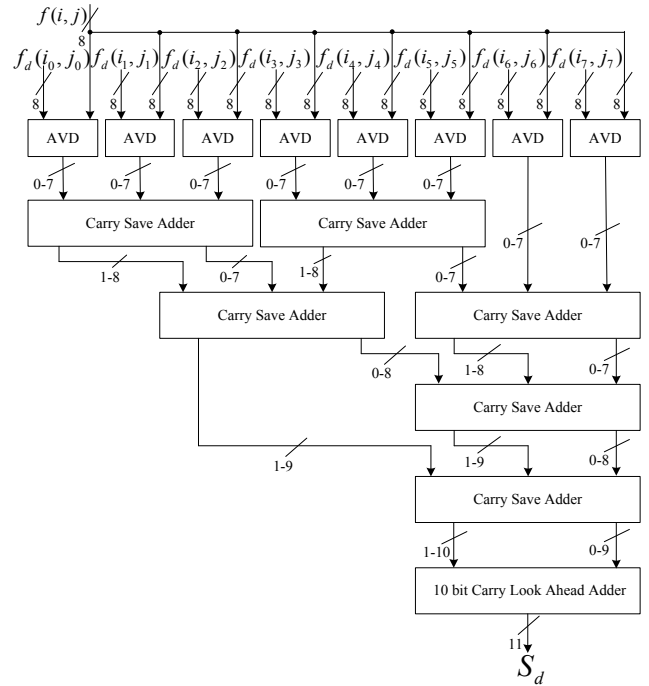 f(i, j)
8
f_d(i_0, j_0) f_d(i_1, j_1) f_d(i_2, j_2) f_d(i_3, j_3) f_d(i_4, j_4) f_d(i_5, j_5) f_d(i_6, j_6) f_d(i_7, j_7)
8 8 8 8 8 8 8 8 8 8 8 8 8 8 8 8
AVD AVD AVD AVD AVD AVD AVD AVD
0-7 0-7 0-7 0-7 0-7 0-7
Carry Save Adder Carry Save Adder
0-7 0-7
1-8 0-7 1-8 0-7
Carry Save Adder Carry Save Adder
0-8 1-8 0-7
Carry Save Adder
1-9 1-9 0-8
Carry Save Adder
1-10 0-9
10 bit Carry Look Ahead Adder
11
S_d